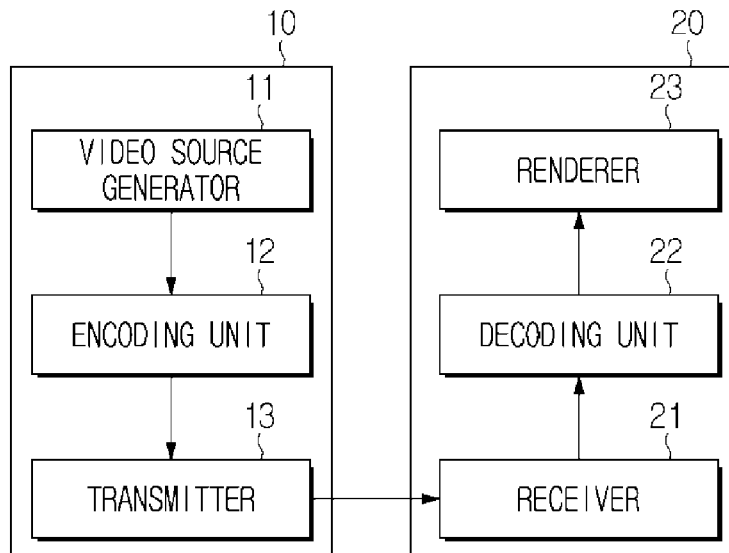 10
11
VIDEO SOURCE
GENERATOR
12
ENCODING UNIT
13
TRANSMITTER
20
23
RENDERER
22
DECODING UNIT
21
RECEIVER